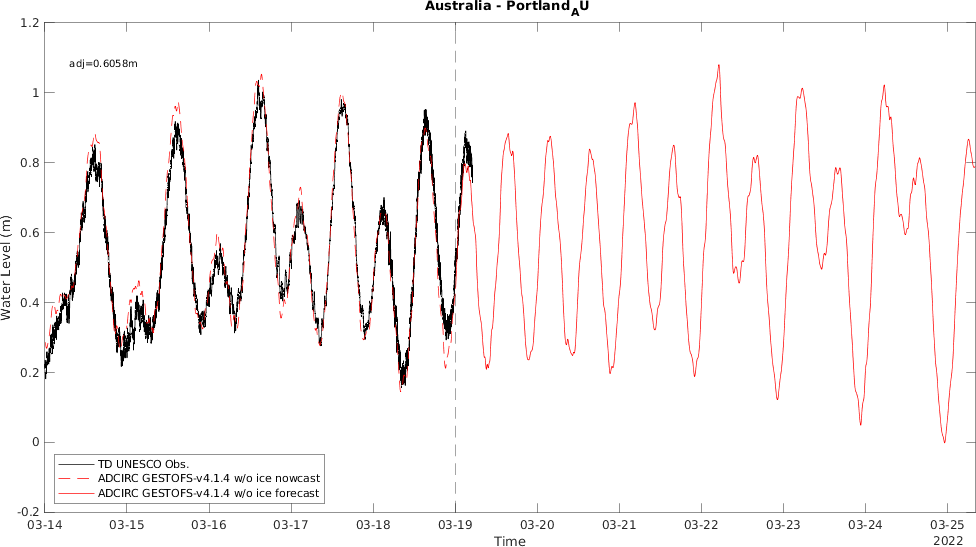 Australia - Portland_AU
adj=0.6058m
1.2
1
0.8
0.6
0.4
0.2
0
-0.2
Water Level (m)
TD UNESCO Obs.
ADCIRC GESTOFS-v4.1.4 w/o ice nowcast
ADCIRC GESTOFS-v4.1.4 w/o ice forecast
03-14 03-15 03-16 03-17 03-18 03-19 03-20 03-21 03-22 03-23 03-24 03-25
Time
2022